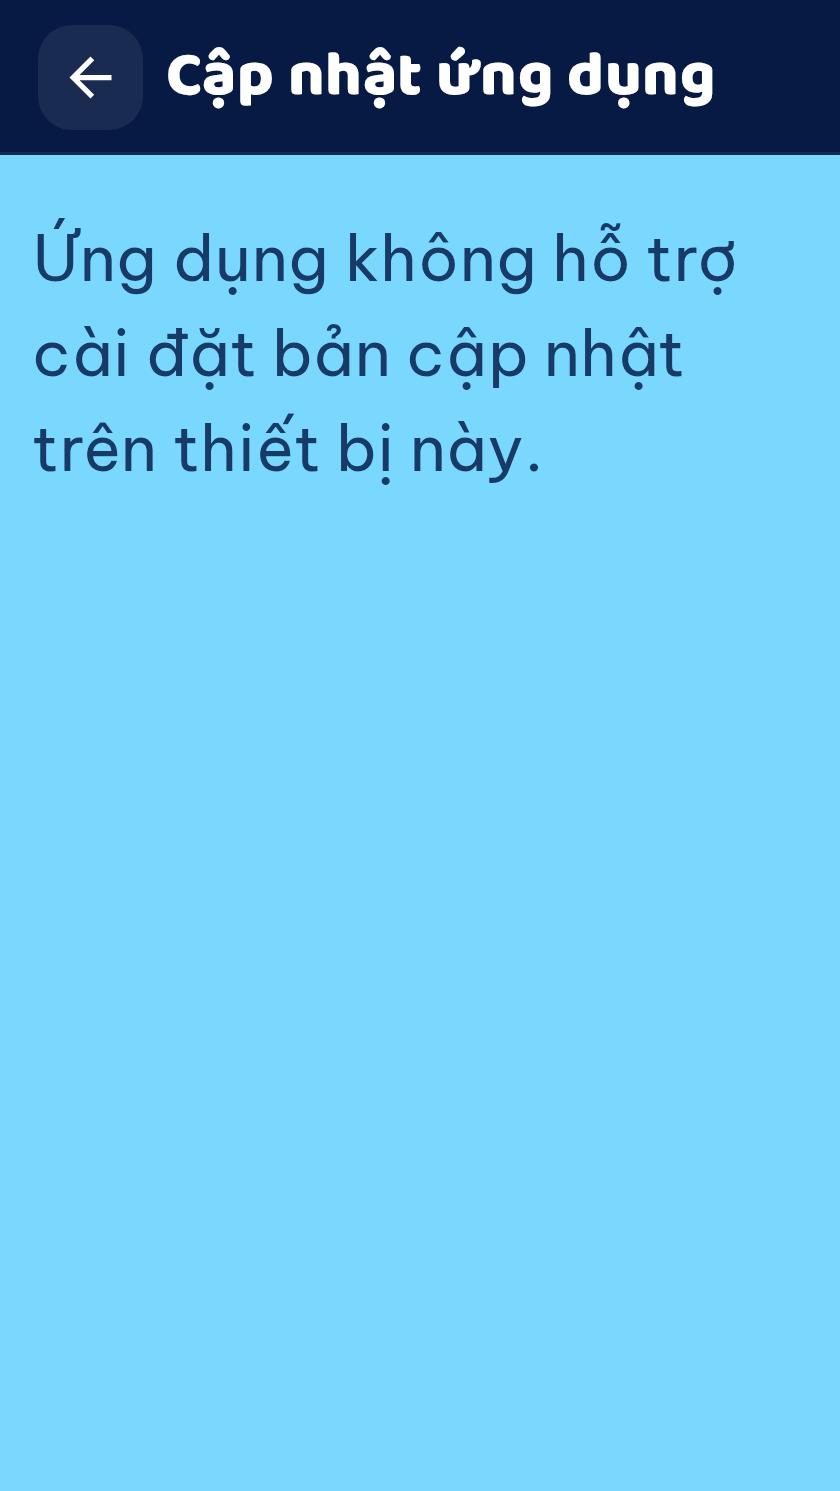 Cập nhật ứng dụng
Ứng dụng không hỗ trợ
cài đặt bản cập nhật
trên thiết bị này.